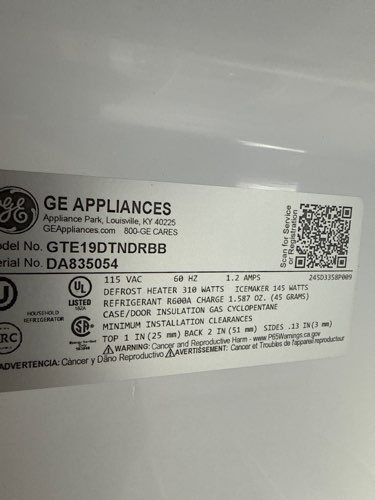 GE APPLIANCES
Appliance Park, Louisville, KY 40225
GEAppliances.com 800-GE CARES
Scan for Service
or Registration
odel No. GTE19DTNDRBB
erial No. DA835054
115 VAC 60 HZ 1.2 AMPS 245D3358P009
DEFROST HEATER 310 WATTS ICEMAKER 145 WATTS
REFRIGERANT R600A CHARGE 1.587 OZ. (45 GRAMS)
CASE/DOOR INSULATION GAS CYCLOPENTANE
MINIMUM INSTALLATION CLEARANCES
TOP 1 IN (25 mm) BACK 2 IN (51 mm) SIDES .13 IN (3 mm)
UL
LISTED
HOUSEHOLD
REFRIGERATOR
RC
WARNING: Cancer and Reproductive Harm - www.P65Warnings.ca.gov
ADVERTENCIA: Cáncer y Daño Reproductivo AVERTISSEMENT: Cancer et Troubles de l'appareil reproducteur